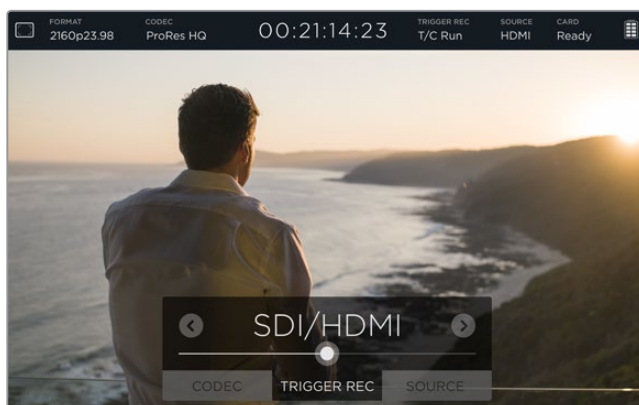 FORMAT CODEC TRIGGER REC SOURCE CARD
2160p23.98 ProRes HQ 00:21:14:23 T/C Run HDMI Ready
SDI/HDMI
CODEC TRIGGER REC SOURCE